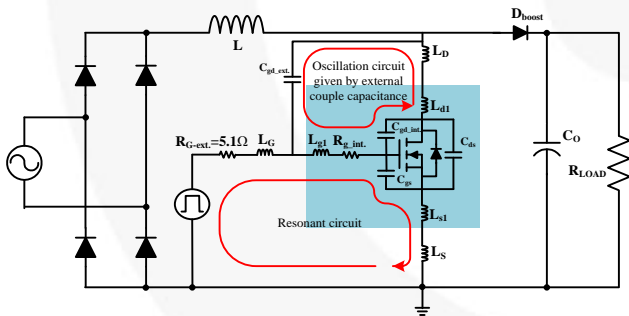 D_boost
L
L_D
Oscillation circuit
given by external
couple capacitance
C_gd_ext.
L_d1
C_gd_int.
C_ds
R_G-ext.=5.1Ω
L_G
L_g1
R_g_int.
C_gs
C_O
R_LOAD
L_s1
Resonant circuit
L_S